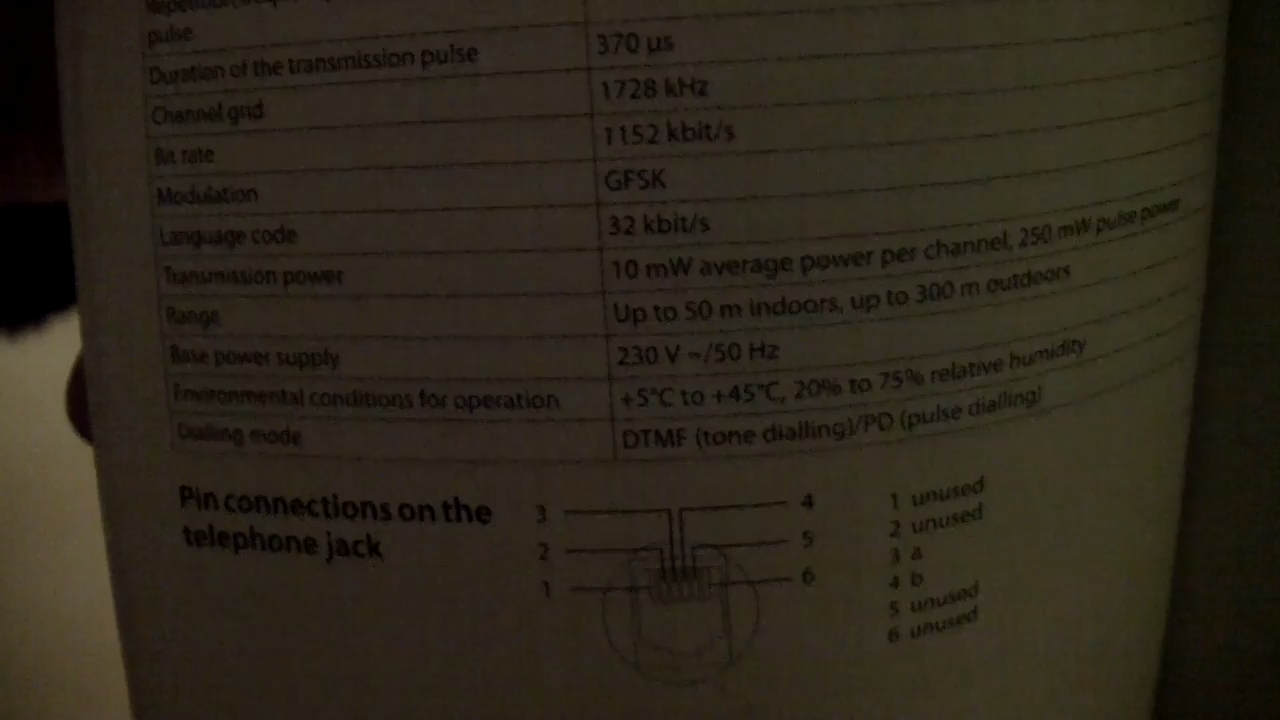 pulse
Duration of the transmission pulse 370 µs
Channel grid 1728 kHz
Bit rate 1152 kbit/s
Modulation GFSK
Language code 32 kbit/s
Transmission power 10 mW average power per channel, 250 mW pulse power
Range Up to 50 m indoors, up to 300 m outdoors
Base power supply 230 V ~/50 Hz
Environmental conditions for operation +5°C to +45°C, 20% to 75% relative humidity
Dialling mode DTMF (tone dialling)/PD (pulse dialling)
Pin connections on the
telephone jack
3 4
2 5
1 6
1 unused
2 unused
3 a
4 b
5 unused
6 unused